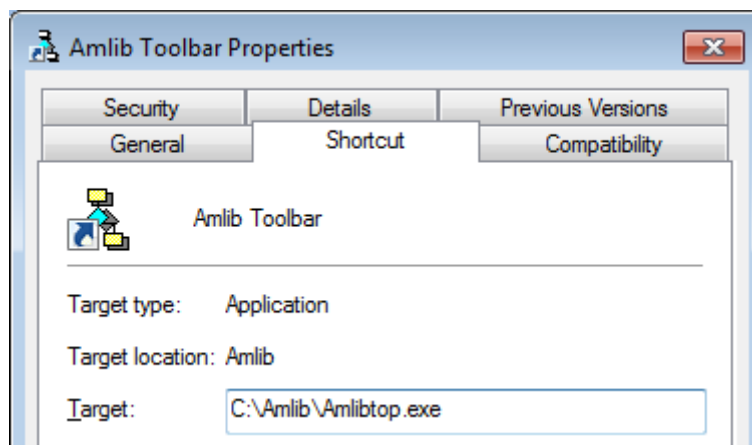 Amlib Toolbar Properties
Security Details Previous Versions
General Shortcut Compatibility
Amlib Toolbar
Target type: Application
Target location: Amlib
Target: C:\Amlib\Amlibtop.exe